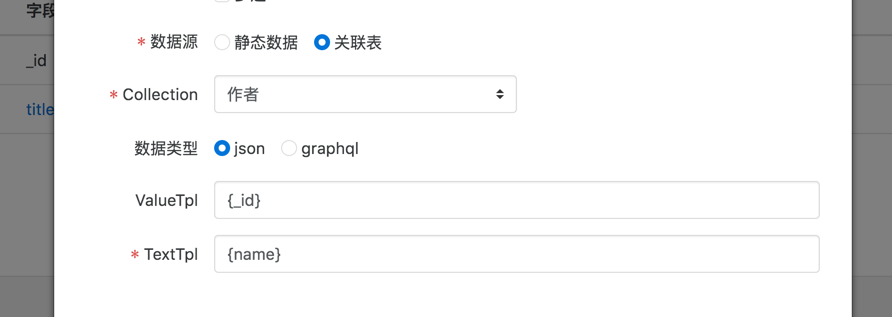 字段
* 数据源 静态数据 关联表
_id
* Collection 作者
title
数据类型 json graphql
ValueTpl {_id}
* TextTpl {name}